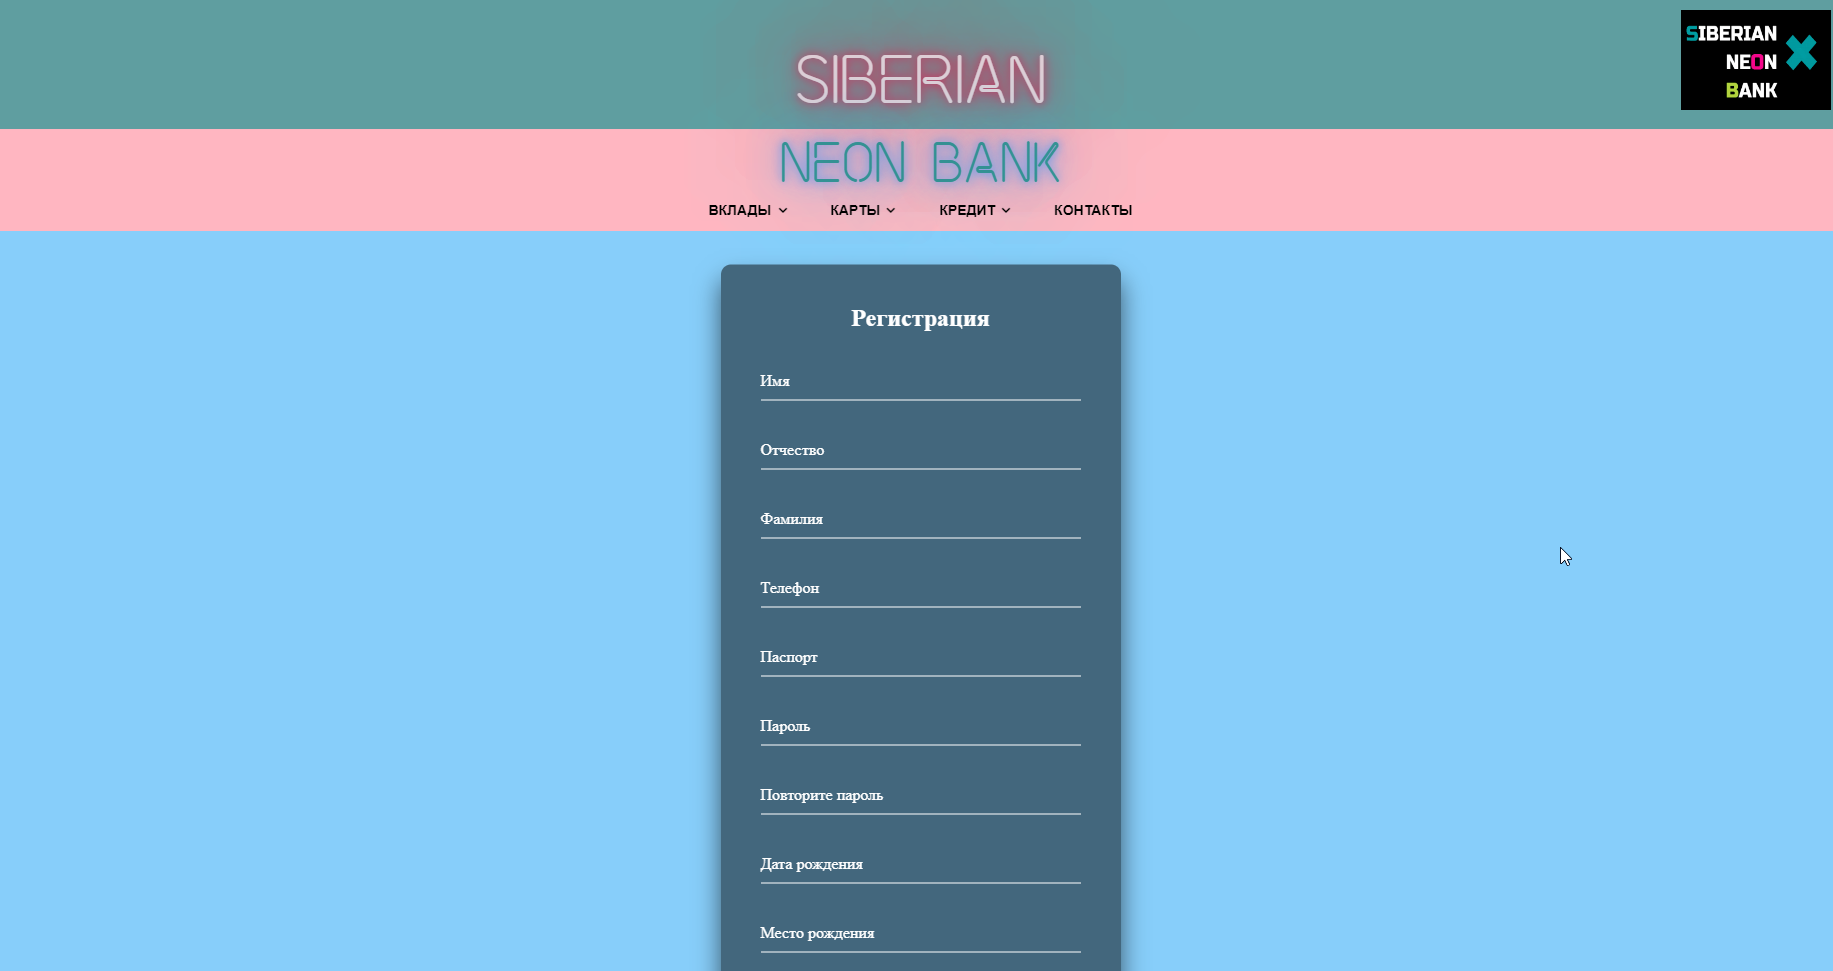 SIBERIAN
NEON BANK
SIBERIAN
NEON
BANK
ВКЛАДЫ КАРТЫ КРЕДИТ КОНТАКТЫ
Регистрация
Имя
Отчество
Фамилия
Телефон
Паспорт
Пароль
Повторите пароль
Дата рождения
Место рождения